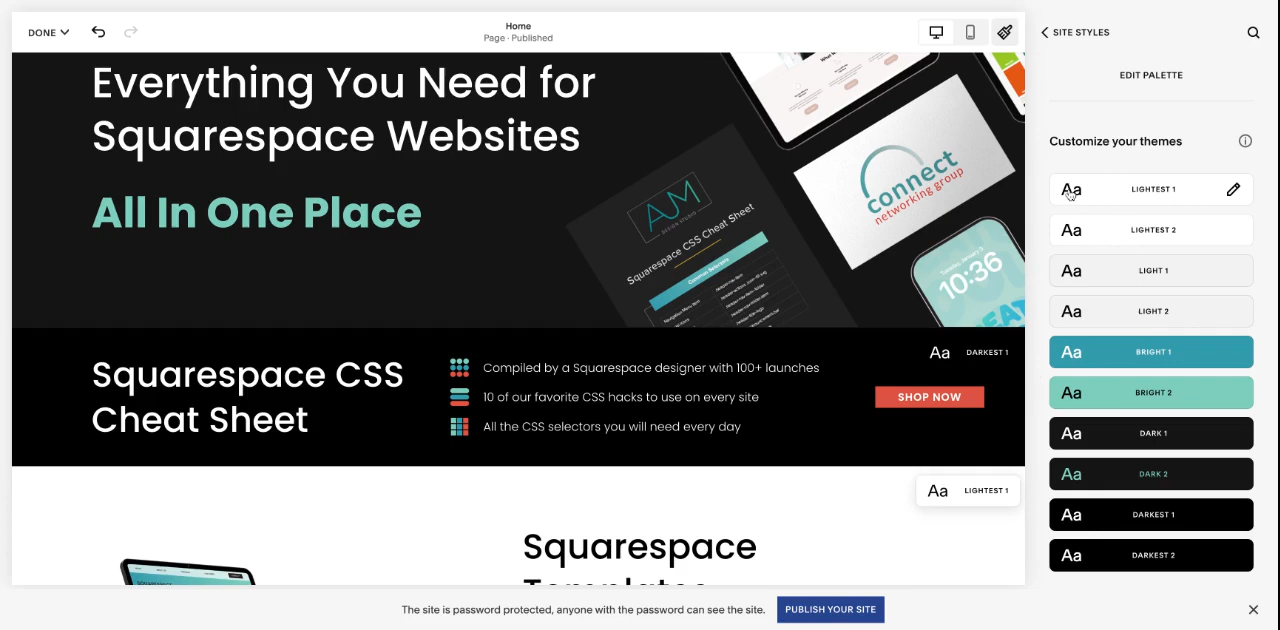 DONE
Home
Page · Published
SITE STYLES
EDIT PALETTE
Customize your themes
Aa LIGHTEST 1
Aa LIGHTEST 2
Aa LIGHT 1
Aa LIGHT 2
Aa BRIGHT 1
Aa BRIGHT 2
Aa DARK 1
Aa DARK 2
Aa DARKEST 1
Aa DARKEST 2
Everything You Need for
Squarespace Websites
All In One Place
AJM
DESIGN STUDIO
Squarespace CSS Cheat Sheet
connect
networking group
10:36
Squarespace CSS
Cheat Sheet
Compiled by a Squarespace designer with 100+ launches
10 of our favorite CSS hacks to use on every site
All the CSS selectors you will need every day
Aa DARKEST 1
SHOP NOW
Aa LIGHTEST 1
Squarespace
Templates
The site is password protected, anyone with the password can see the site.
PUBLISH YOUR SITE